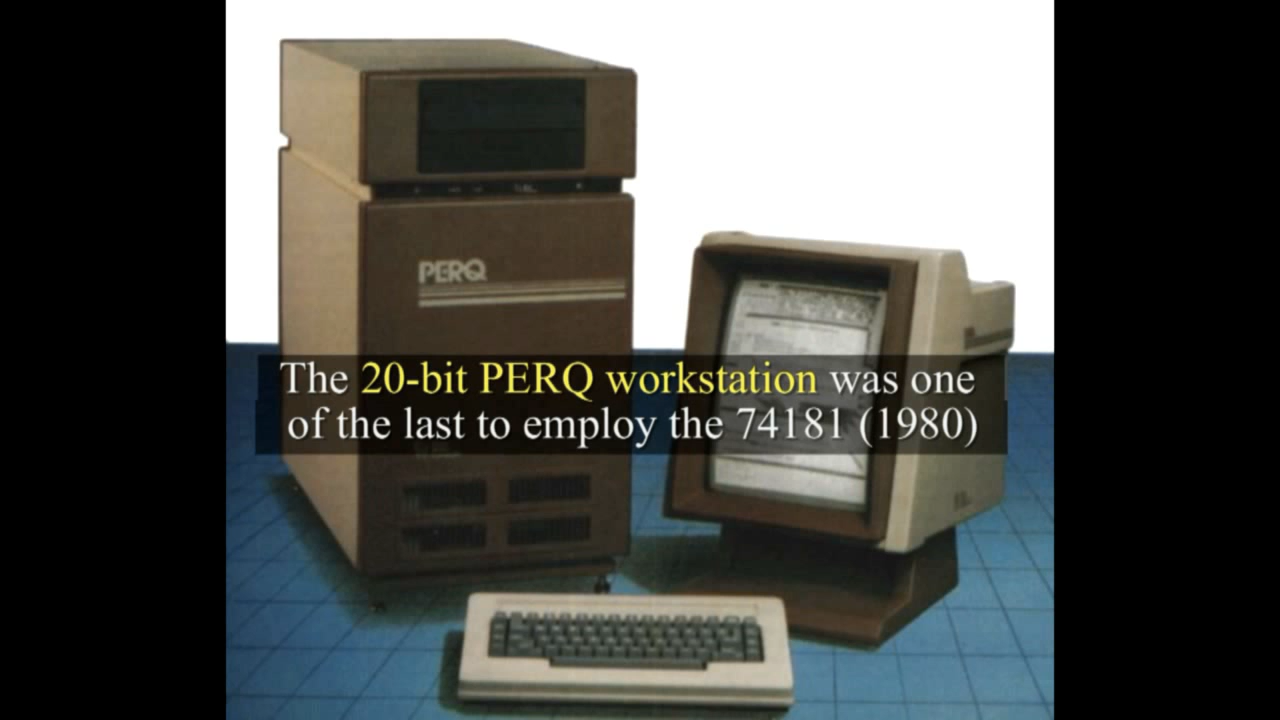 PERQ
The 20-bit PERQ workstation was one
of the last to employ the 74181 (1980)